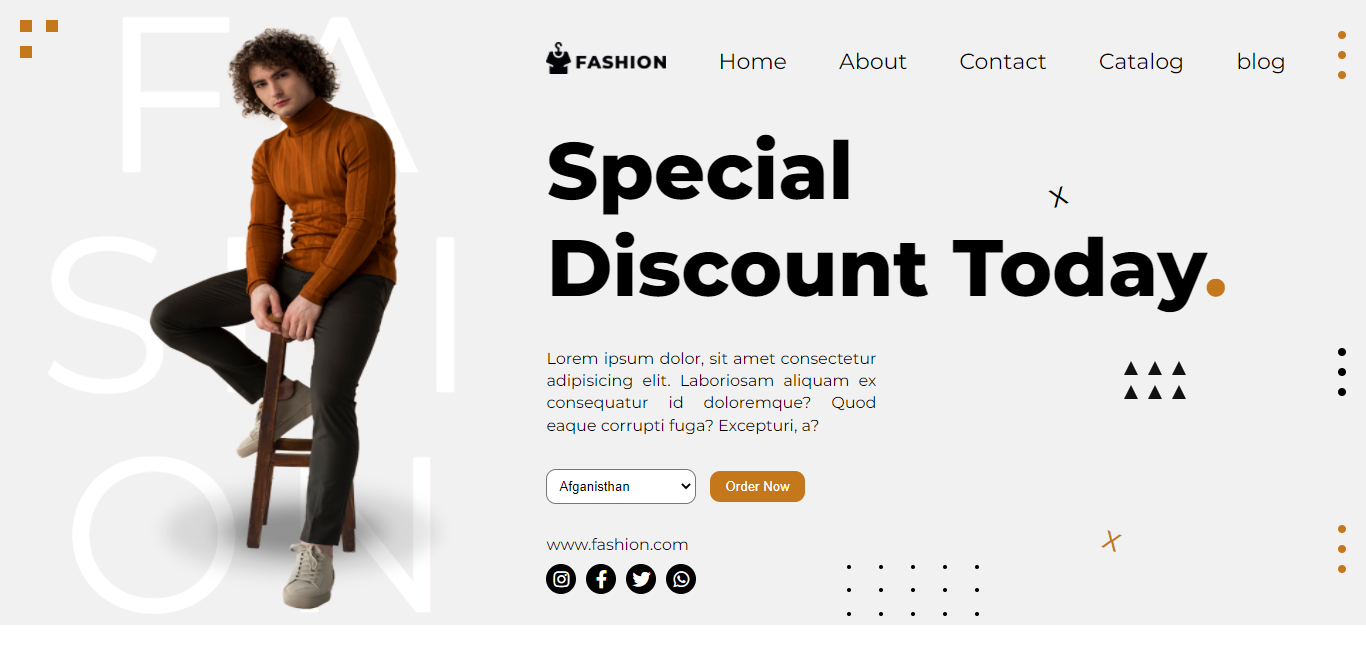 FA
SHI
ON
FASHION
Home About Contact Catalog blog
Special
Discount Today.
Lorem ipsum dolor, sit amet consectetur
adipisicing elit. Laboriosam aliquam ex
consequatur id doloremque? Quod
eaque corrupti fuga? Excepturi, a?
Afganisthan
Order Now
www.fashion.com